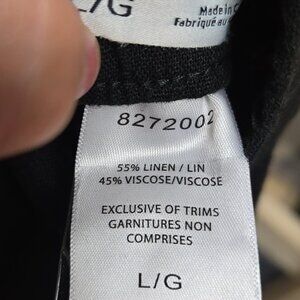 L/G
Made in
Fabriqué au
8272002
55% LINEN / LIN
45% VISCOSE/VISCOSE
EXCLUSIVE OF TRIMS
GARNITURES NON
COMPRISES
L/G